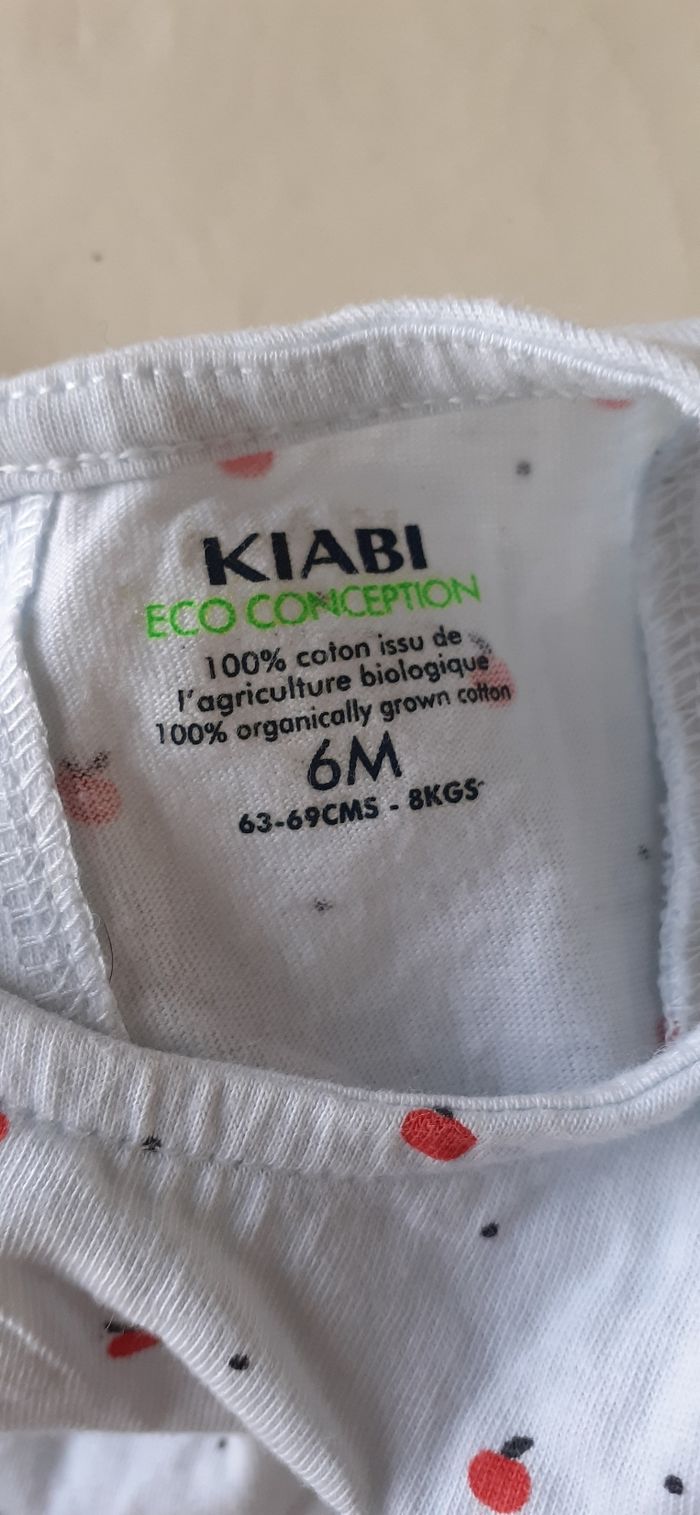 KIABI
ECO CONCEPTION
100% coton issu de
l'agriculture biologique
100% organically grown cotton
6M
63-69CMS - 8KGS